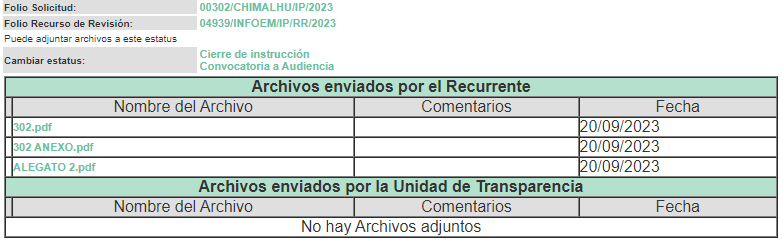 Folio Solicitud: 00302/CHIMALHU/IP/2023
Folio Recurso de Revisión: 04939/INFOEM/IP/RR/2023
Puede adjuntar archivos a este estatus
Cambiar estatus: Cierre de instrucción
Convocatoria a Audiencia
Archivos enviados por el Recurrente
Nombre del Archivo Comentarios Fecha
302.pdf 20/09/2023
302 ANEXO.pdf 20/09/2023
ALEGATO 2.pdf 20/09/2023
Archivos enviados por la Unidad de Transparencia
Nombre del Archivo Comentarios Fecha
No hay Archivos adjuntos